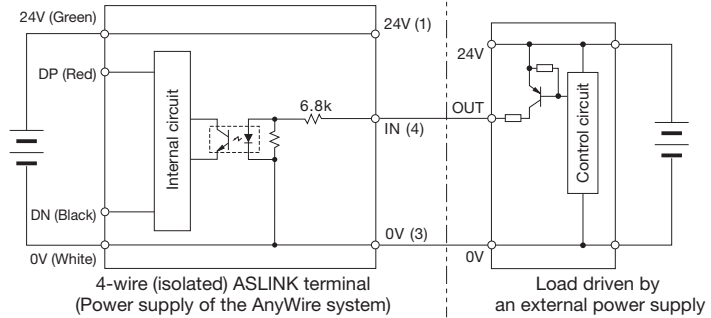 24V (Green)
24V (1)
DP (Red)
Internal circuit
6.8k
IN (4)
DN (Black)
0V (White)
0V (3)
4-wire (isolated) ASLINK terminal
(Power supply of the AnyWire system)
24V
OUT
Control circuit
0V
Load driven by
an external power supply